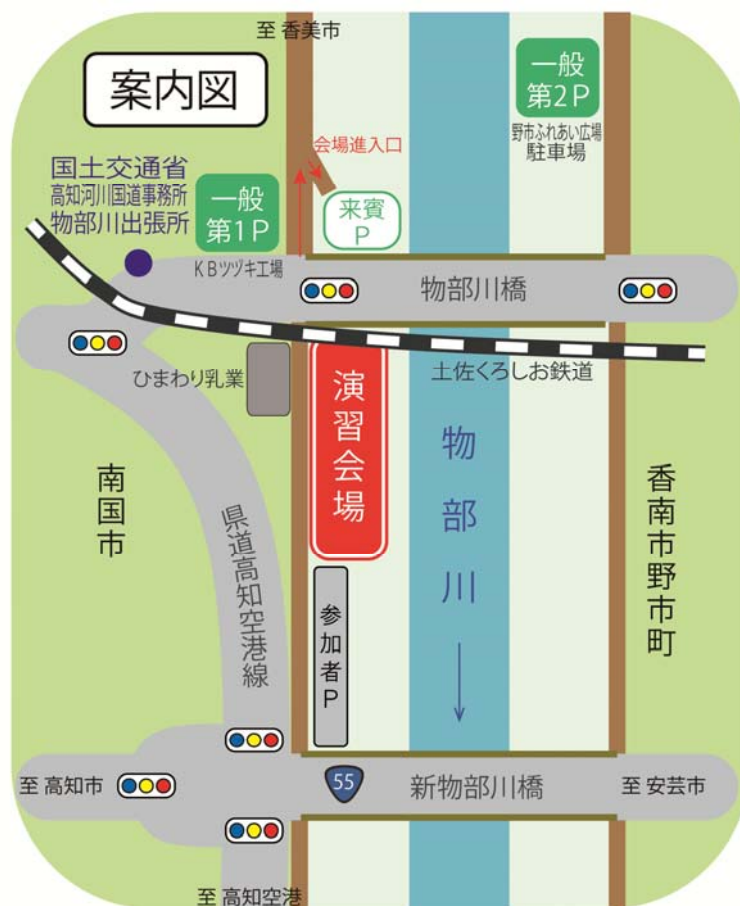 至 香美市
案内図
一般
第2P
野市ふれあい広場
駐車場
会場進入口
国土交通省
高知河川国道事務所
物部川出張所
一般
第1P
KBツヅキ工場
来賓
P
物部川橋
ひまわり乳業
土佐くろしお鉄道
演習会場
物部川
南国市
香南市野市町
県道高知空港線
参加者P
至 高知市
55
新物部川橋
至 安芸市
至 高知空港